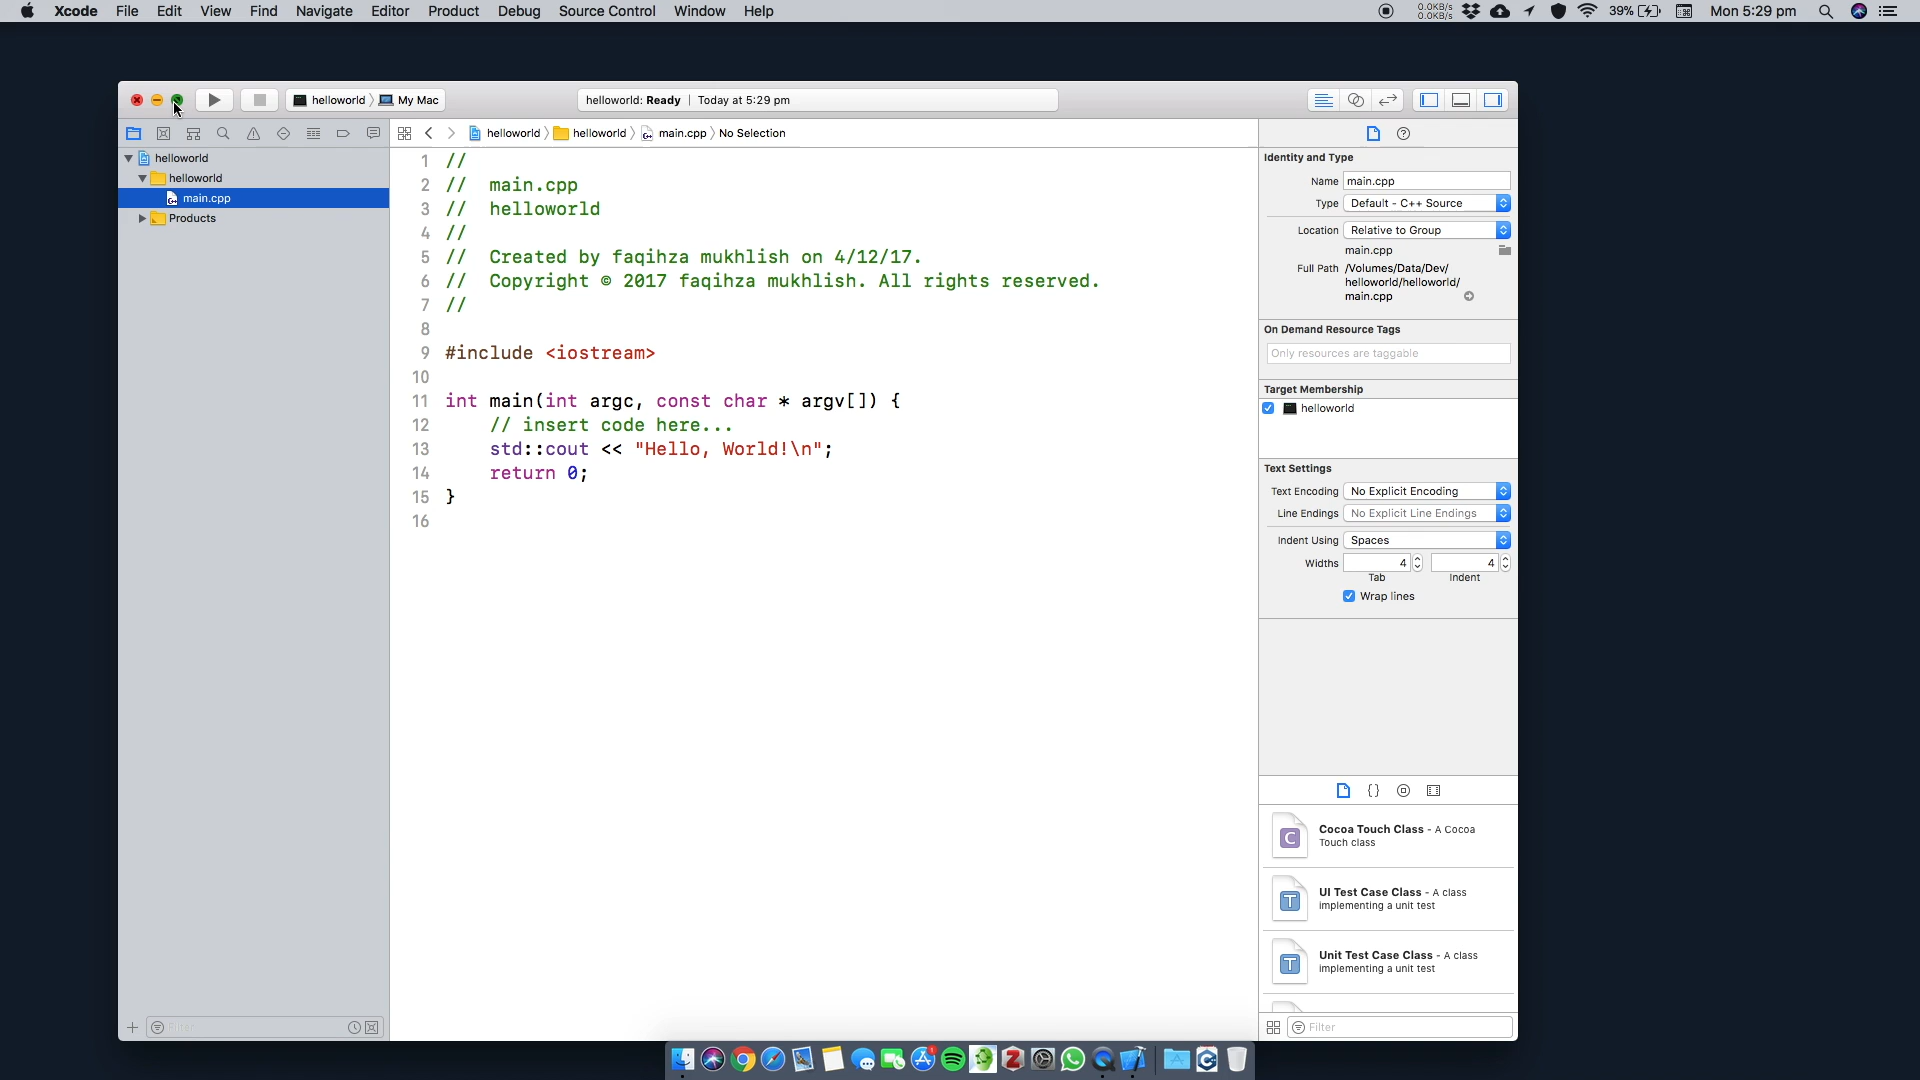 Xcode File Edit View Find Navigate Editor Product Debug Source Control Window Help
0.0KB/s
0.0KB/s
39%
Mon 5:29 pm
helloworld
My Mac
helloworld: Ready | Today at 5:29 pm
helloworld
helloworld
main.cpp
Products
Filter
helloworld
helloworld
main.cpp
No Selection
1 //
2 //  main.cpp
3 //  helloworld
4 //
5 //  Created by faqihza mukhlish on 4/12/17.
6 //  Copyright © 2017 faqihza mukhlish. All rights reserved.
7 //
8
9 #include <iostream>
10
11 int main(int argc, const char * argv[]) {
12     // insert code here...
13     std::cout << "Hello, World!\n";
14     return 0;
15 }
16
Identity and Type
Name main.cpp
Type Default - C++ Source
Location Relative to Group
main.cpp
Full Path /Volumes/Data/Dev/
helloworld/helloworld/
main.cpp
On Demand Resource Tags
Only resources are taggable
Target Membership
helloworld
Text Settings
Text Encoding No Explicit Encoding
Line Endings No Explicit Line Endings
Indent Using Spaces
Widths 4 4
Tab Indent
Wrap lines
{}
C
Cocoa Touch Class - A Cocoa
Touch class
T
UI Test Case Class - A class
implementing a unit test
T
Unit Test Case Class - A class
implementing a unit test
Filter